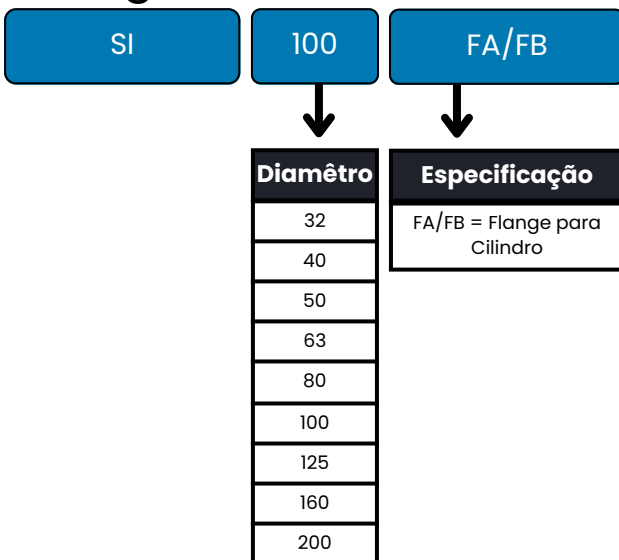 SI
100
FA/FB
Diamêtro
32
40
50
63
80
100
125
160
200
Especificação
FA/FB = Flange para
Cilindro